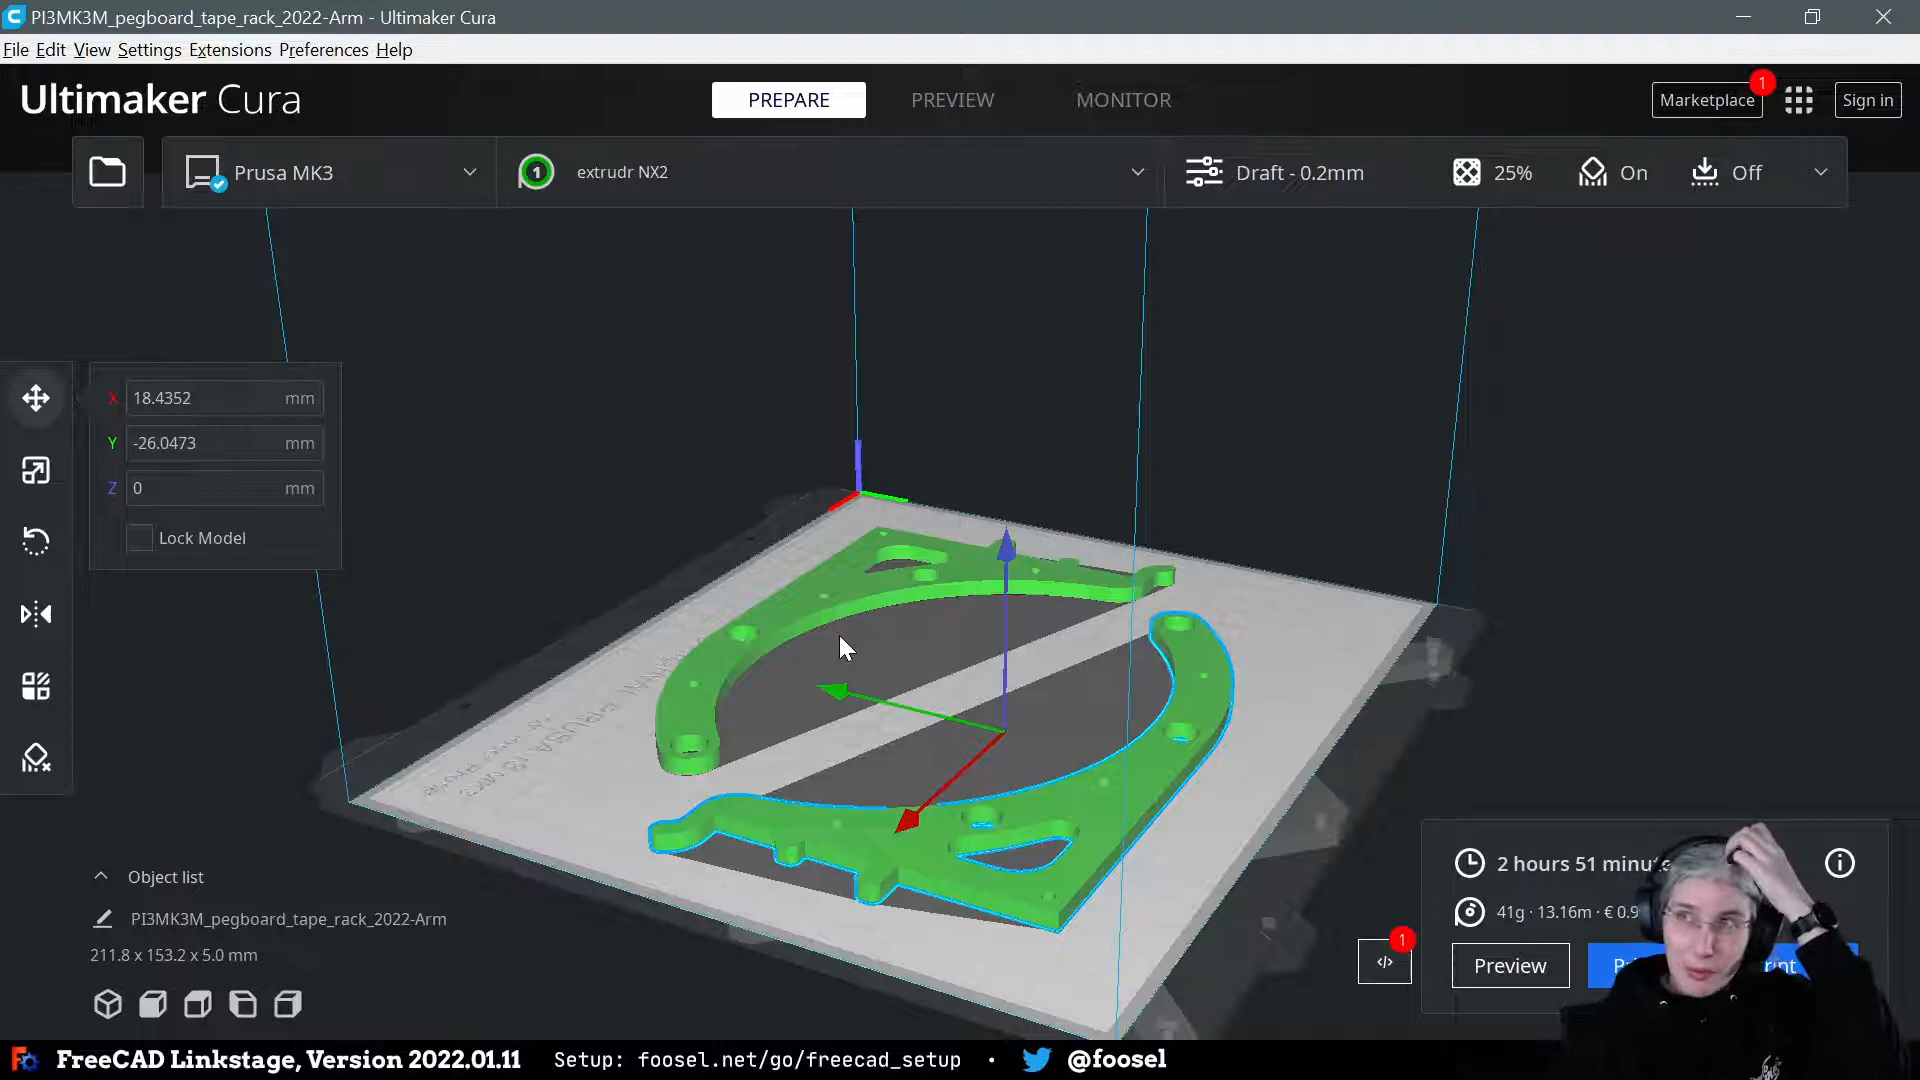 PI3MK3M_pegboard_tape_rack_2022-Arm - Ultimaker Cura
File Edit View Settings Extensions Preferences Help
Ultimaker Cura
PREPARE
PREVIEW
MONITOR
Marketplace
1
Sign in
Prusa MK3
1
extrudr NX2
Draft - 0.2mm
25%
On
Off
X 18.4352 mm
Y -26.0473 mm
Z 0 mm
Lock Model
Object list
PI3MK3M_pegboard_tape_rack_2022-Arm
211.8 x 153.2 x 5.0 mm
2 hours 51
41g · 13.16m · € 0.9
1
</>
Preview
FreeCAD Linkstage, Version 2022.01.11
Setup: foosel.net/go/freecad_setup
•
@foosel